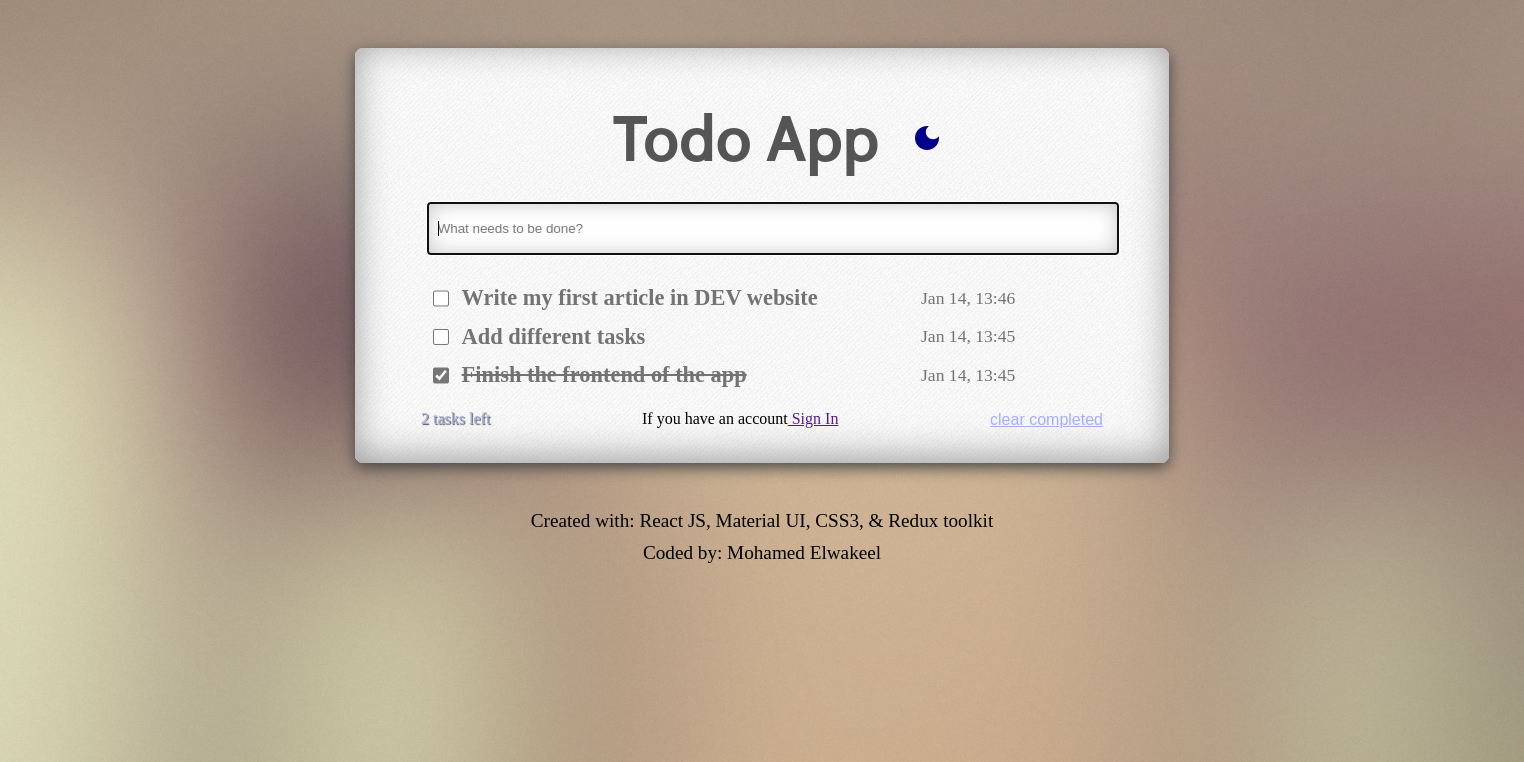 Todo App
What needs to be done?
Write my first article in DEV website Jan 14, 13:46
Add different tasks Jan 14, 13:45
Finish the frontend of the app Jan 14, 13:45
2 tasks left If you have an account Sign In clear completed
Created with: React JS, Material UI, CSS3, & Redux toolkit
Coded by: Mohamed Elwakeel